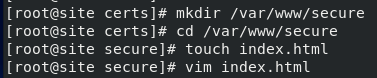 [root@site certs]# mkdir /var/www/secure
[root@site certs]# cd /var/www/secure
[root@site secure]# touch index.html
[root@site secure]# vim index.html